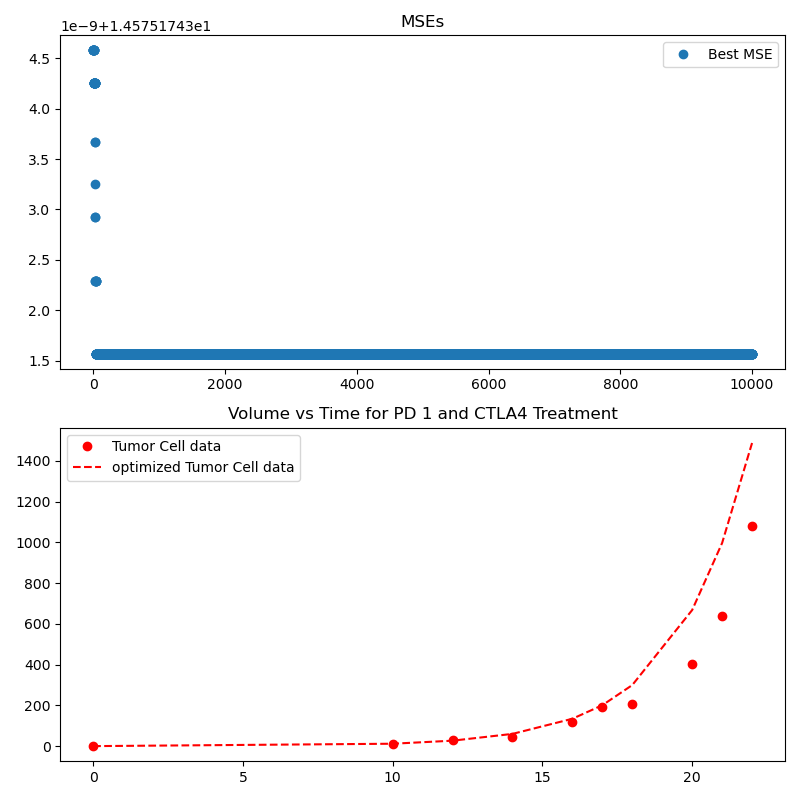 MSEs
1e−9+1.45751743e1
Best MSE
4.5
4.0
3.5
3.0
2.5
2.0
1.5
0 2000 4000 6000 8000 10000
Volume vs Time for PD 1 and CTLA4 Treatment
Tumor Cell data
optimized Tumor Cell data
1400
1200
1000
800
600
400
200
0
0 5 10 15 20